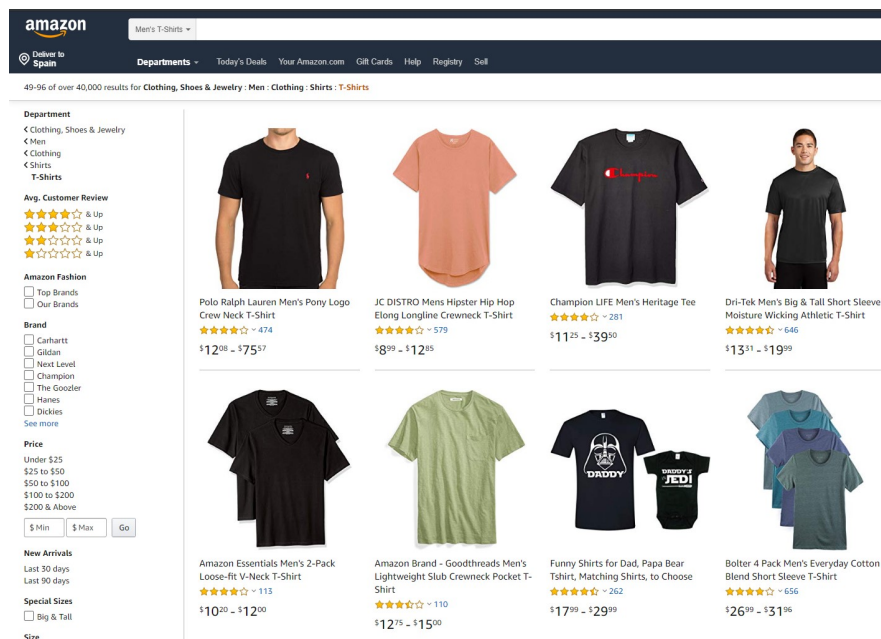 amazon
Men's T-Shirts
Deliver to
Spain
Departments
Today's Deals
Your Amazon.com
Gift Cards
Help
Registry
Sell
49-96 of over 40,000 results for Clothing, Shoes & Jewelry : Men : Clothing : Shirts : T-Shirts
Department
Clothing, Shoes & Jewelry
Men
Clothing
Shirts
T-Shirts
Avg. Customer Review
& Up
& Up
& Up
& Up
Amazon Fashion
Top Brands
Our Brands
Brand
Carhartt
Gildan
Next Level
Champion
The Goozler
Hanes
Dickies
See more
Price
Under $25
$25 to $50
$50 to $100
$100 to $200
$200 & Above
$ Min
$ Max
Go
New Arrivals
Last 30 days
Last 90 days
Special Sizes
Big & Tall
Size
Polo Ralph Lauren Men's Pony Logo
Crew Neck T-Shirt
474
$12.08 - $75.57
JC DISTRO Mens Hipster Hip Hop
Elong Longline Crewneck T-Shirt
579
$8.99 - $12.85
Champion
Champion LIFE Men's Heritage Tee
281
$11.25 - $39.50
Dri-Tek Men's Big & Tall Short Sleeve
Moisture Wicking Athletic T-Shirt
646
$13.31 - $19.99
Amazon Essentials Men's 2-Pack
Loose-fit V-Neck T-Shirt
113
$10.20 - $12.00
Amazon Brand - Goodthreads Men's
Lightweight Slub Crewneck Pocket T-
Shirt
110
$12.75 - $15.00
DADDY
DADDY'S
JEDI
Funny Shirts for Dad, Papa Bear
Tshirt, Matching Shirts, to Choose
262
$17.99 - $29.99
Bolter 4 Pack Men's Everyday Cotton
Blend Short Sleeve T-Shirt
656
$26.99 - $31.96